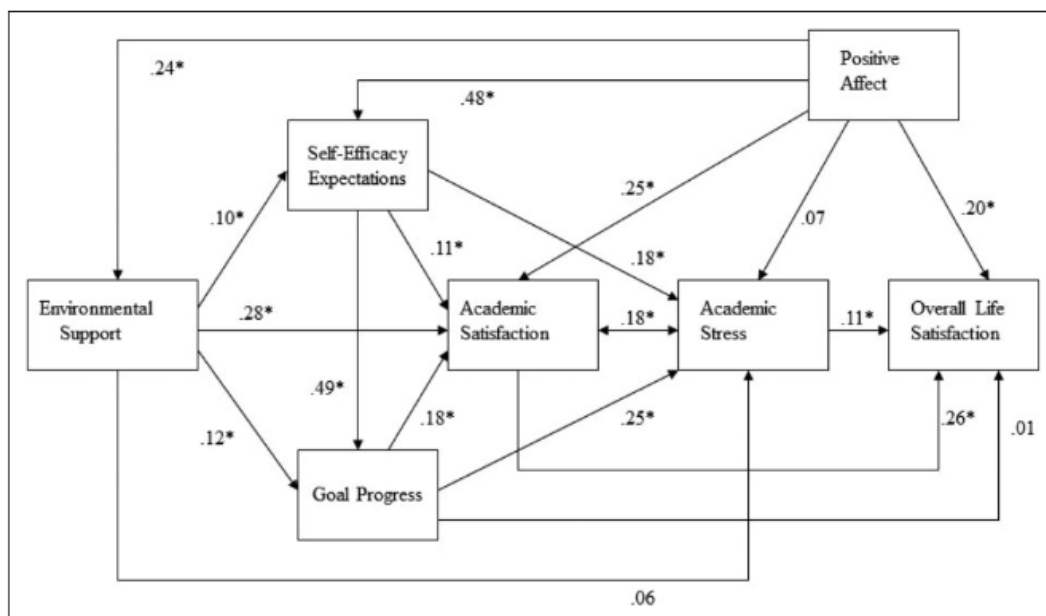 Positive
Affect
.24*
.48*
Self-Efficacy
Expectations
.25*
.20*
.07
.10*
.11*
.18*
Environmental
Support
.28*
Academic
Satisfaction
.18*
Academic
Stress
.11*
Overall Life
Satisfaction
.49*
.18*
.25*
.26*
.01
.12*
Goal Progress
.06